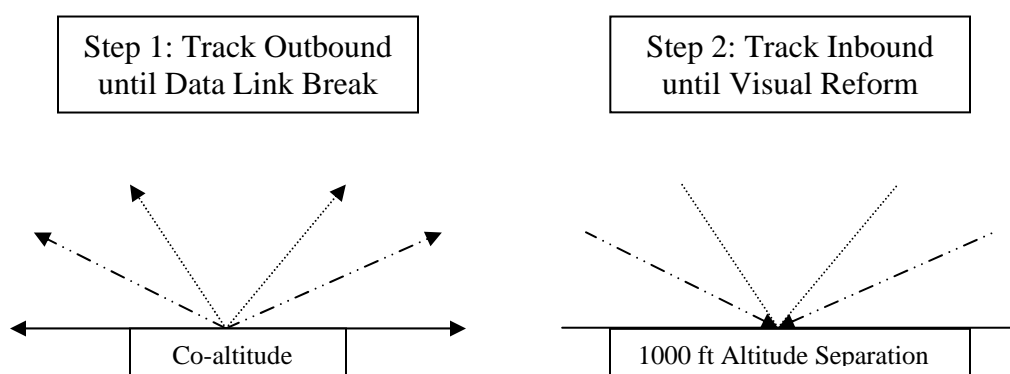 Step 1: Track Outbound
until Data Link Break
Step 2: Track Inbound
until Visual Reform
Co-altitude
1000 ft Altitude Separation